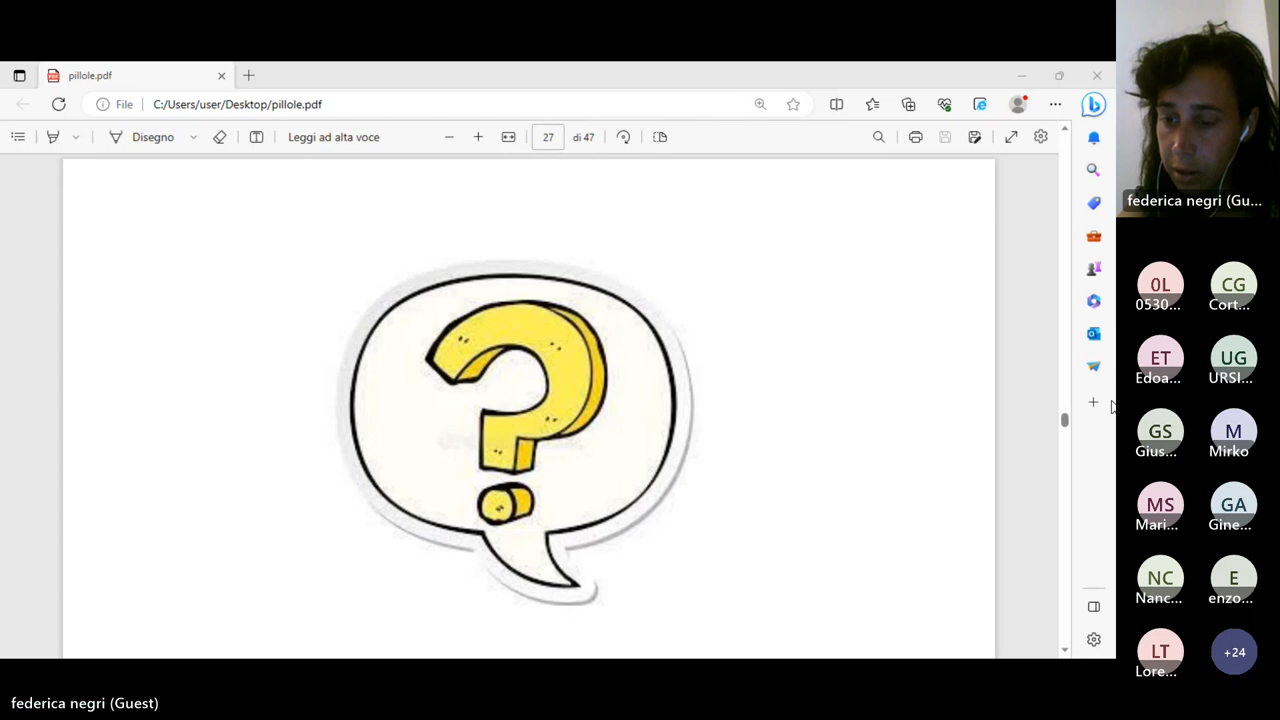 pillole.pdf
File
C:/Users/user/Desktop/pillole.pdf
Disegno
Leggi ad alta voce
27
di 47
?
federica negri (Gu...
0L
CG
0530...
Cort...
ET
UG
Edoa...
URSI...
GS
M
Gius...
Mirko
MS
GA
Mari...
Gine...
NC
E
Nanc...
enzo...
LT
+24
Lore...
federica negri (Guest)